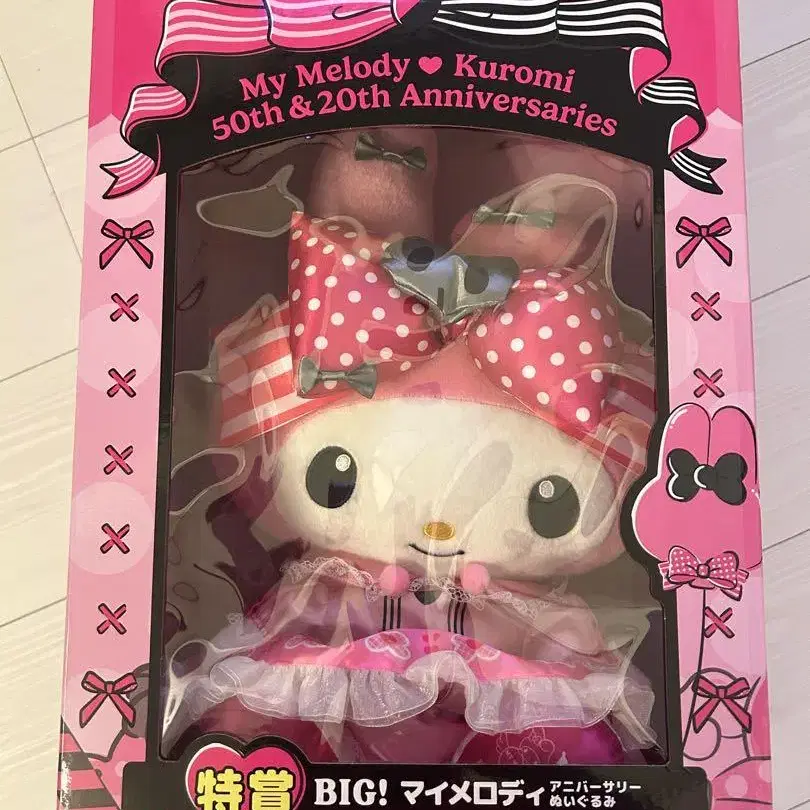 My Melody ♥ Kuromi
50th & 20th Anniversaries
特賞
BIG! マイメロディ
アニバーサリー
ぬいぐるみ